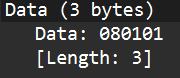 Data (3 bytes)
Data: 080101
[Length: 3]